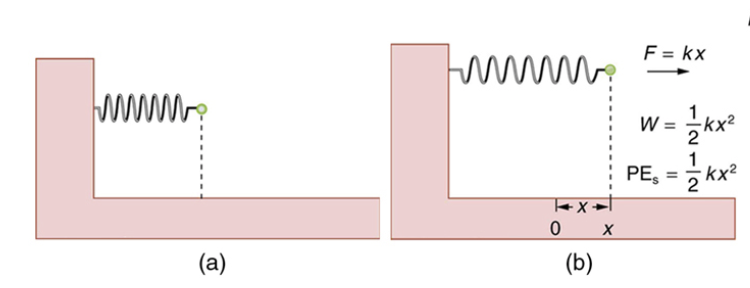 F = kx
W = 1/2 kx²
PEₛ = 1/2 kx²
x
0 x
(a) (b)